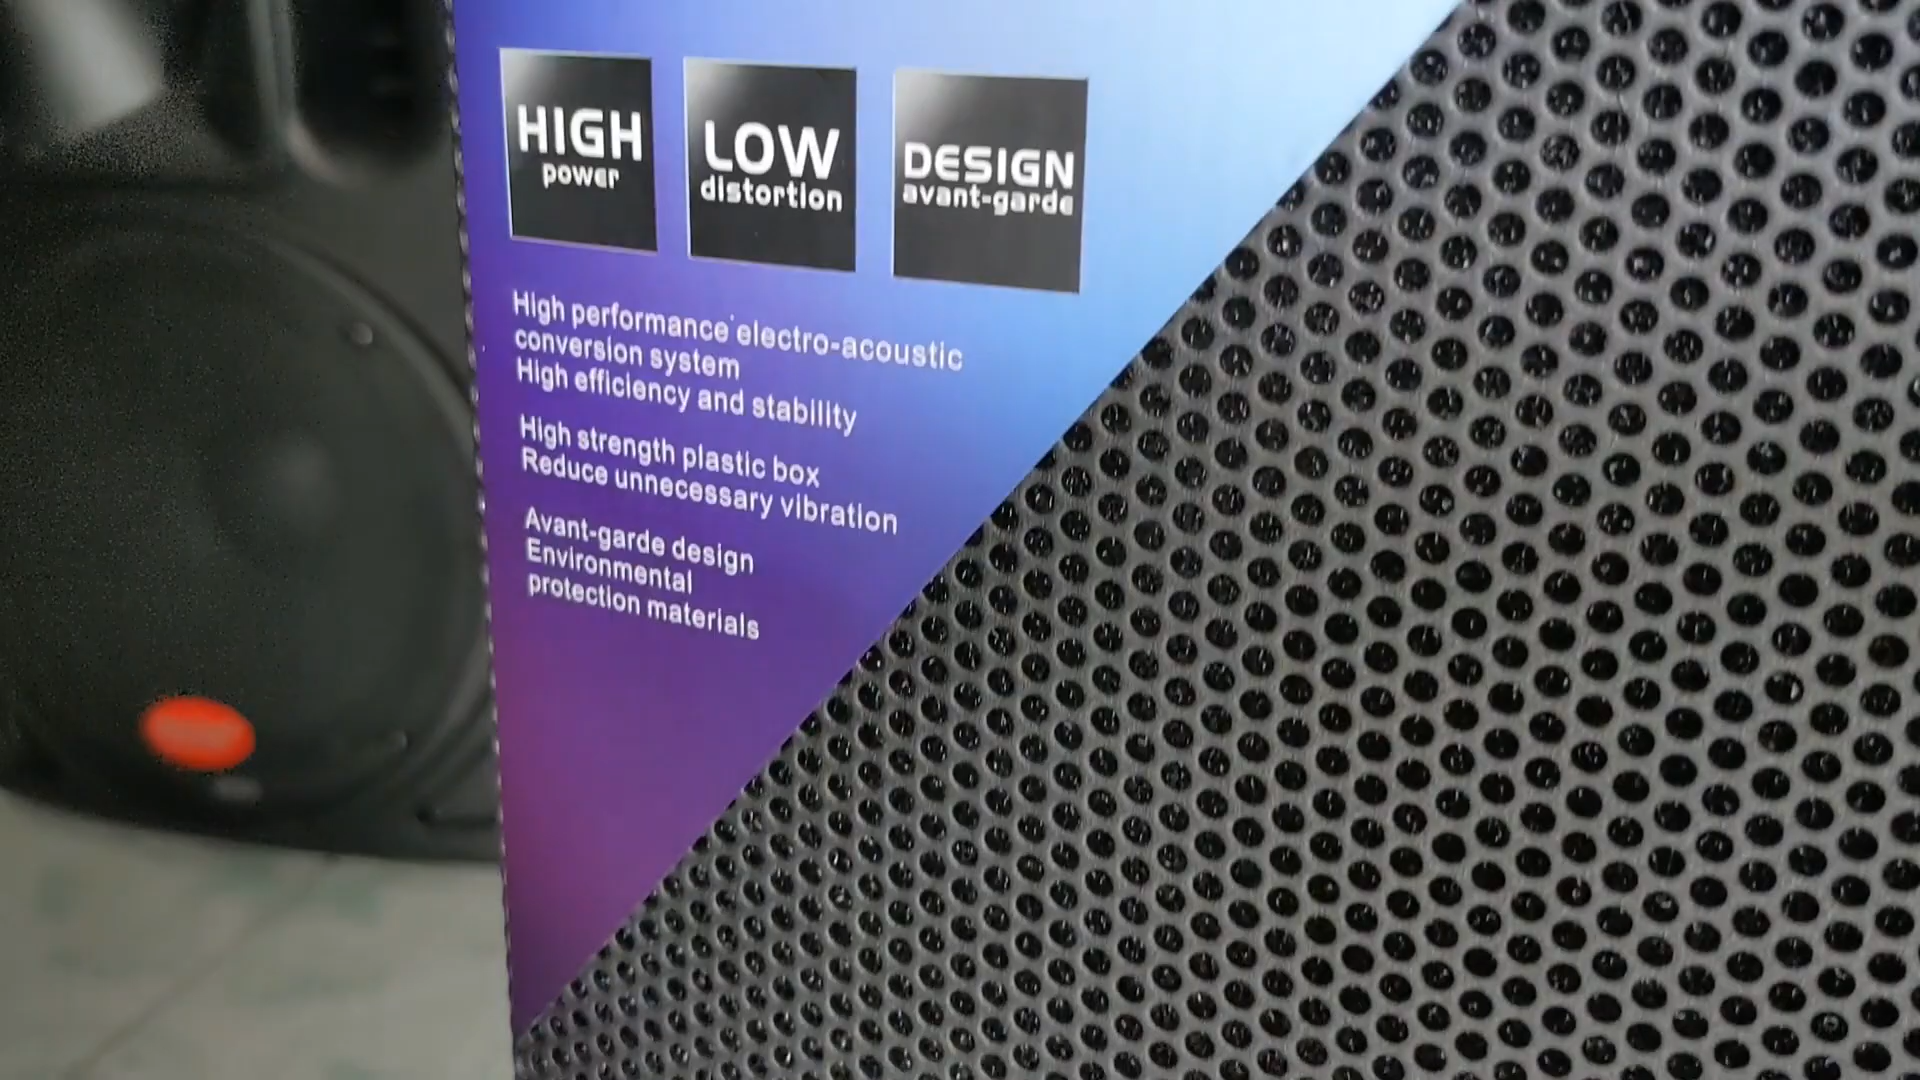 HIGH
power
LOW
distortion
DESIGN
avant-garde
High performance electro-acoustic
conversion system
High efficiency and stability
High strength plastic box
Reduce unnecessary vibration
Avant-garde design
Environmental
protection materials